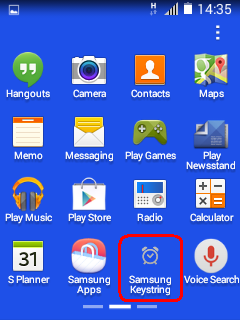 H 14:35
Hangouts Camera Contacts Maps
Memo Messaging Play Games Play
Newsstand
Play Music Play Store Radio Calculator
31
S Planner Samsung
Apps Samsung
Keystring Voice Search